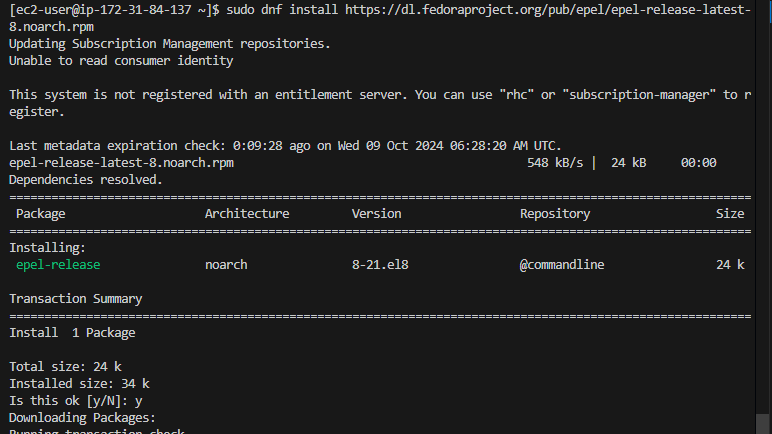 [ec2-user@ip-172-31-84-137 ~]$ sudo dnf install https://dl.fedoraproject.org/pub/epel/epel-release-latest-
8.noarch.rpm
Updating Subscription Management repositories.
Unable to read consumer identity
This system is not registered with an entitlement server. You can use "rhc" or "subscription-manager" to r
egister.
Last metadata expiration check: 0:09:28 ago on Wed 09 Oct 2024 06:28:20 AM UTC.
epel-release-latest-8.noarch.rpm 548 kB/s | 24 kB 00:00
Dependencies resolved.
==========================================================================================================
Package Architecture Version Repository Size
==========================================================================================================
Installing:
epel-release noarch 8-21.el8 @commandline 24 k
Transaction Summary
==========================================================================================================
Install 1 Package
Total size: 24 k
Installed size: 34 k
Is this ok [y/N]: y
Downloading Packages:
Running transaction check